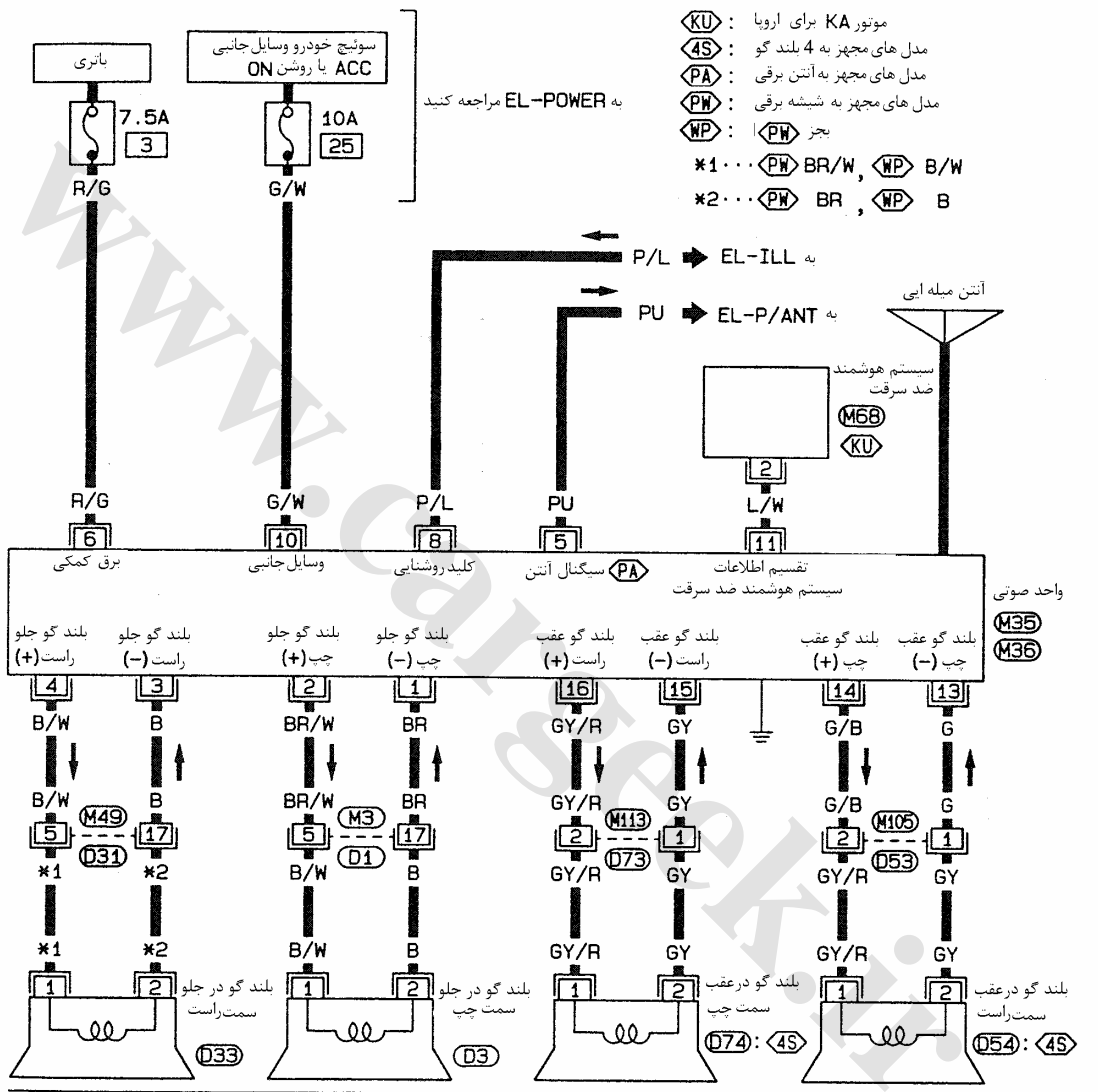 باتری
سوئیچ خودرو وسایل جانبی
ACC یا روشن ON
7.5A
3
10A
25
به EL-POWER مراجعه کنید
KU : موتور KA برای اروپا
4S : مدل های مجهز به 4 بلند گو
PA : مدل های مجهز به آنتن برقی
PW : مدل های مجهز به شیشه برقی
WP : بجز PW
*1··· PW BR/W, WP B/W
*2··· PW BR , WP B
R/G
G/W
P/L به EL-ILL
PU به EL-P/ANT
آنتن میله ایی
سیستم هوشمند
ضد سرقت
M68
KU
2
R/G G/W P/L PU L/W
6 10 8 5 11
برق کمکی
وسایل جانبی
کلید روشنایی
سیگنال آنتن PA
تقسیم اطلاعات
سیستم هوشمند ضد سرقت
واحد صوتی
M35
M36
بلند گو جلو
راست (+)
بلند گو جلو
راست (-)
بلند گو جلو
چپ (+)
بلند گو جلو
چپ (-)
بلند گو عقب
راست (+)
بلند گو عقب
راست (-)
بلند گو عقب
چپ (+)
بلند گو عقب
چپ (-)
4 3 2 1 16 15 14 13
B/W B BR/W BR GY/R GY G/B G
B/W B BR/W BR GY/R GY G/B G
M49 M3 M113 M105
5 17 5 17 2 1 2 1
D31 D1 D73 D53
*1 *2 B/W B GY/R GY GY/R GY
*1 *2 B/W B GY/R GY GY/R GY
1 2 1 2 1 2 1 2
بلند گو در جلو
سمت راست
D33
بلند گو در جلو
سمت چپ
D3
بلند گو درعقب
سمت چپ
D74 : 4S
بلند گو درعقب
سمت راست
D54 : 4S
www.cargeek.ir